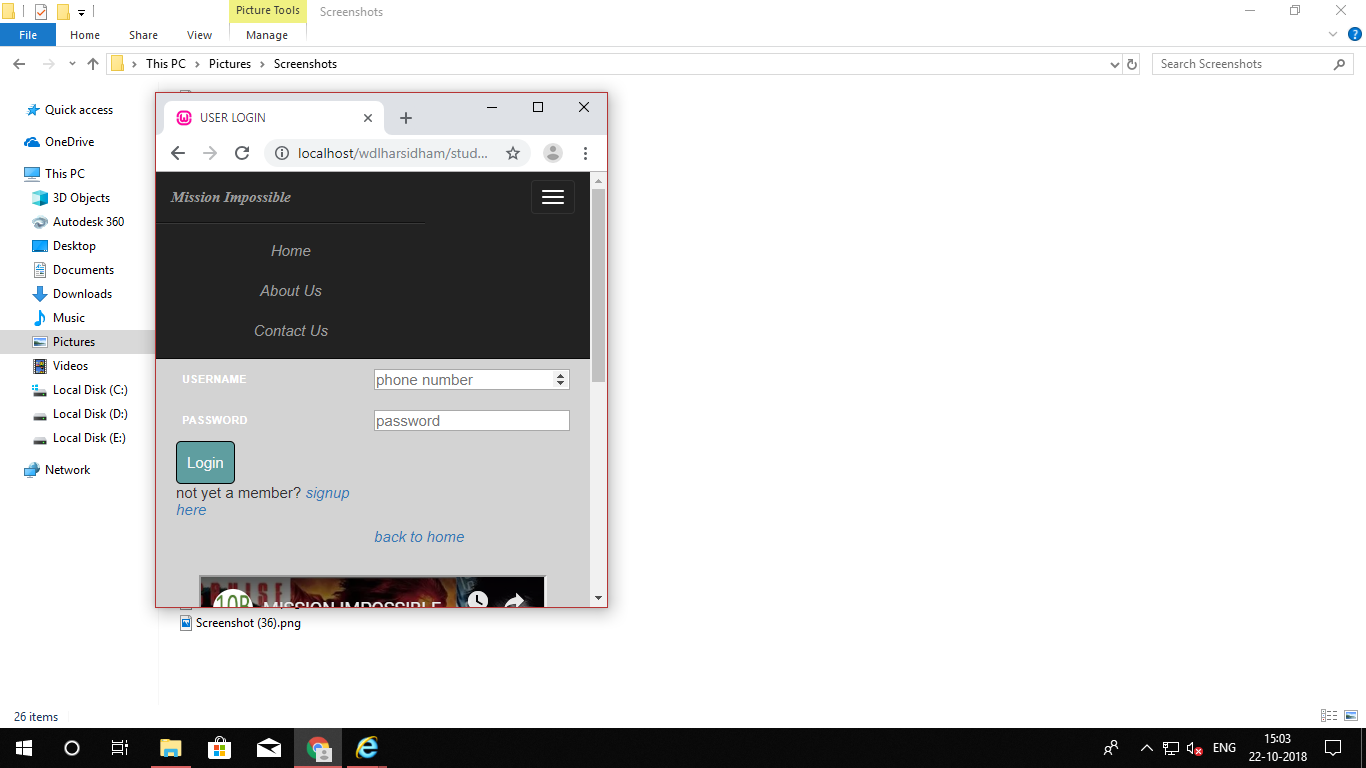 Picture Tools
Screenshots
File
Home
Share
View
Manage
This PC
Pictures
Screenshots
Search Screenshots
Quick access
OneDrive
This PC
3D Objects
Autodesk 360
Desktop
Documents
Downloads
Music
Pictures
Videos
Local Disk (C:)
Local Disk (D:)
Local Disk (E:)
Network
USER LOGIN
localhost/wdlharsidham/stud...
Mission Impossible
Home
About Us
Contact Us
USERNAME
phone number
PASSWORD
password
Login
not yet a member? signup
here
back to home
MISSION IMPOSSIBLE
Screenshot (36).png
26 items
ENG
15:03
22-10-2018